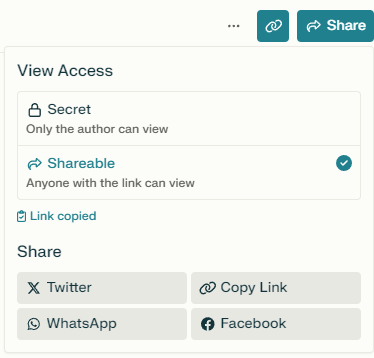 Share
View Access
Secret
Only the author can view
Shareable
Anyone with the link can view
Link copied
Share
Twitter
Copy Link
WhatsApp
Facebook